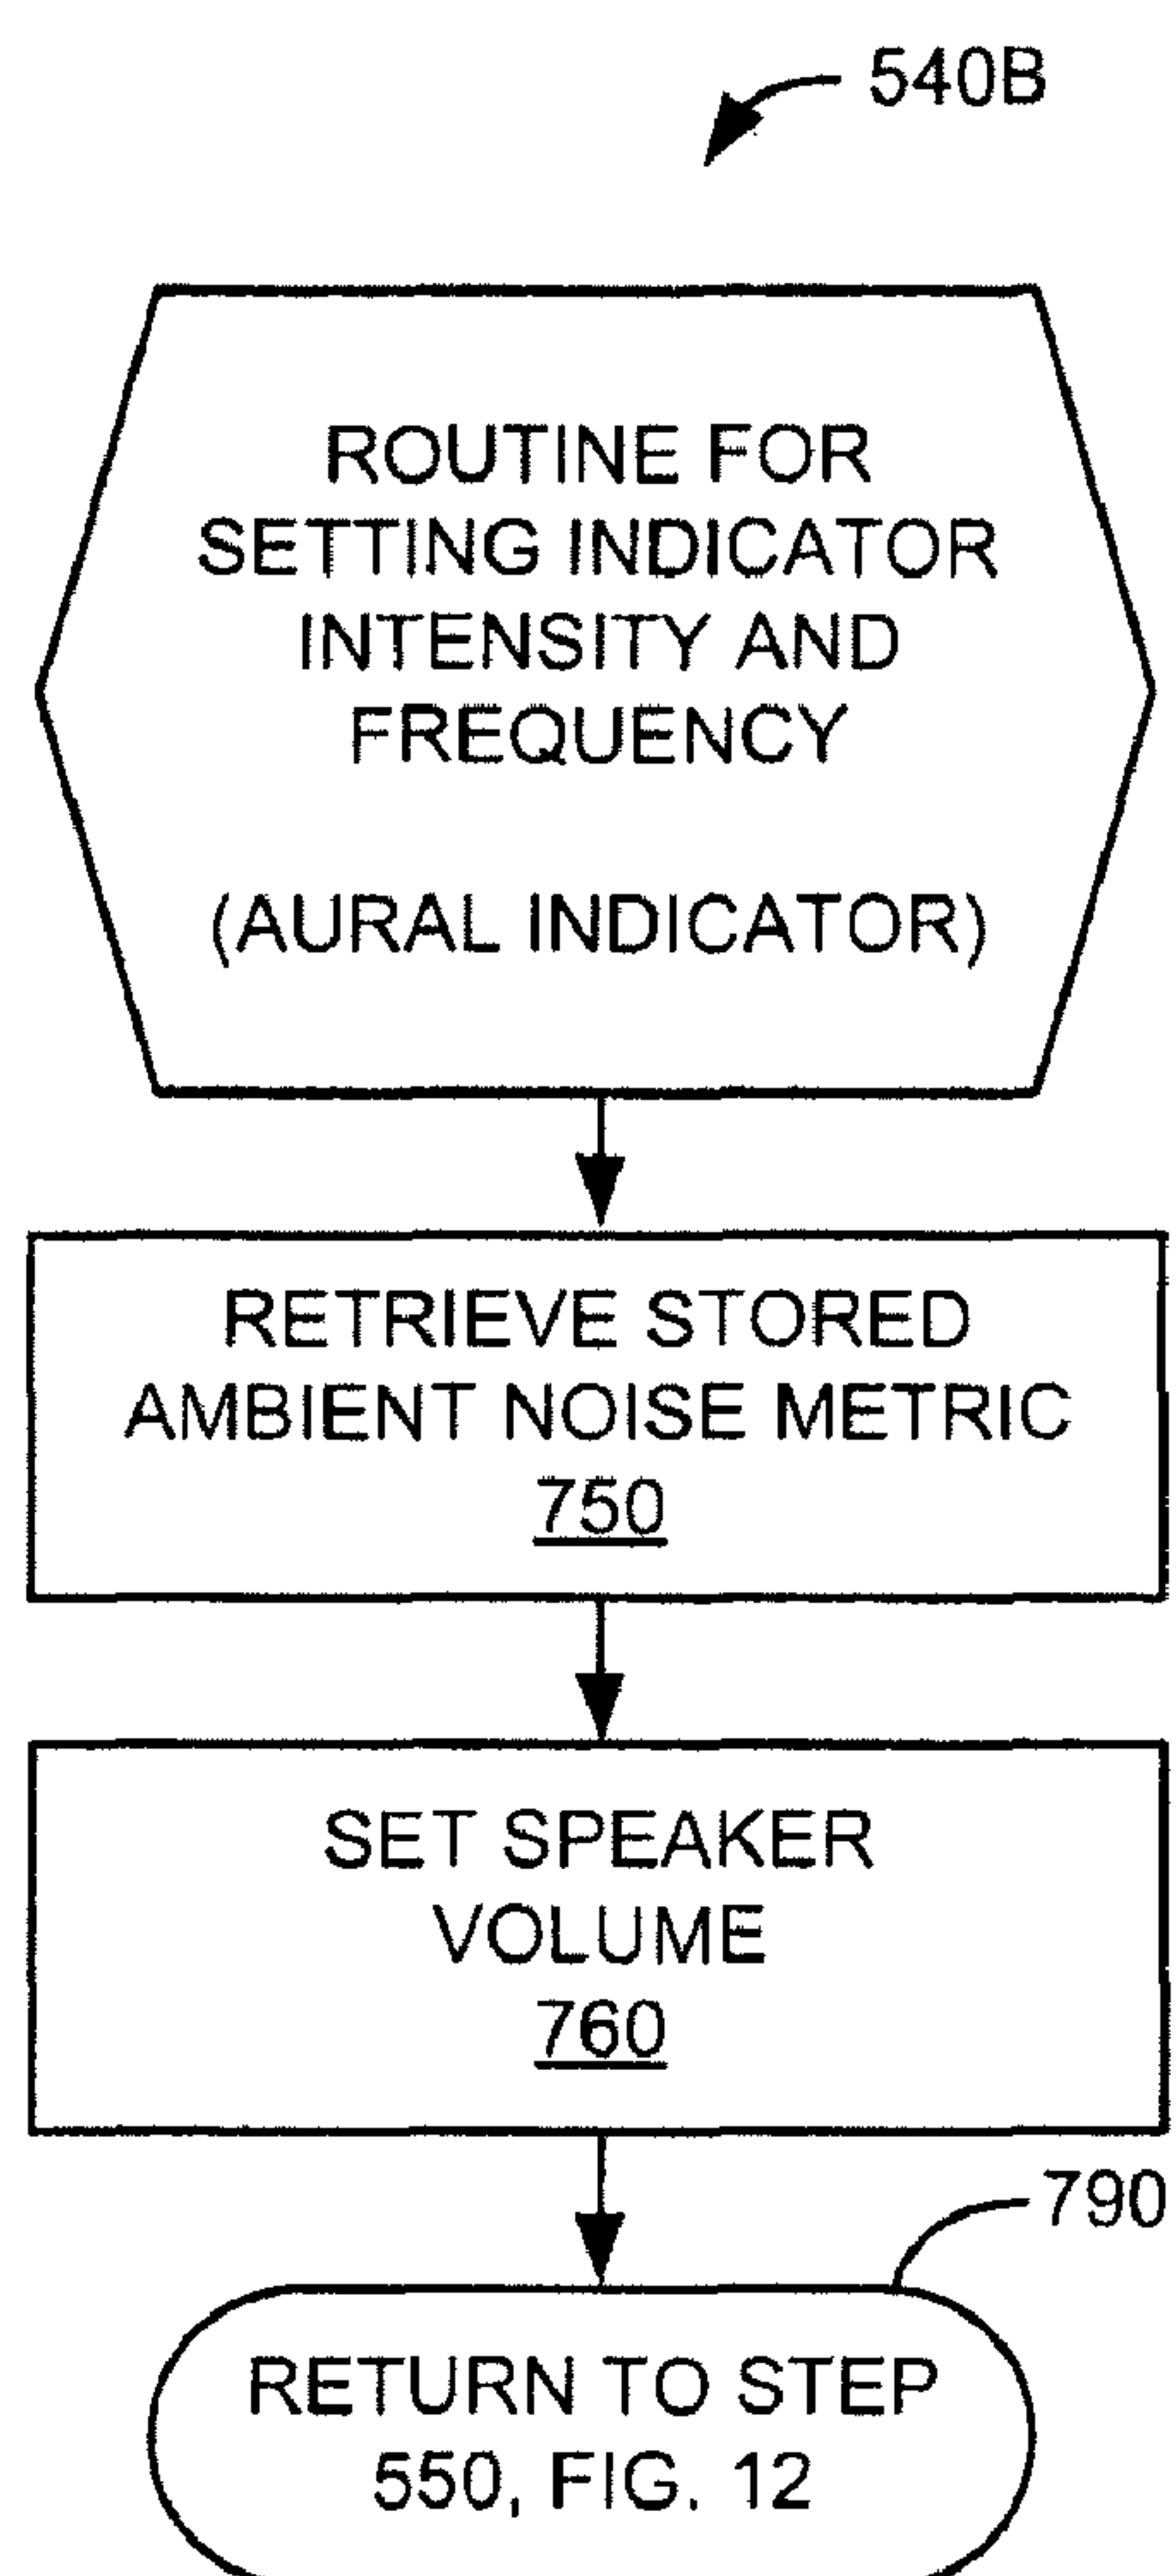 540B
ROUTINE FOR
SETTING INDICATOR
INTENSITY AND
FREQUENCY
(AURAL INDICATOR)
RETRIEVE STORED
AMBIENT NOISE METRIC
750
SET SPEAKER
VOLUME
760
790
RETURN TO STEP
550, FIG. 12